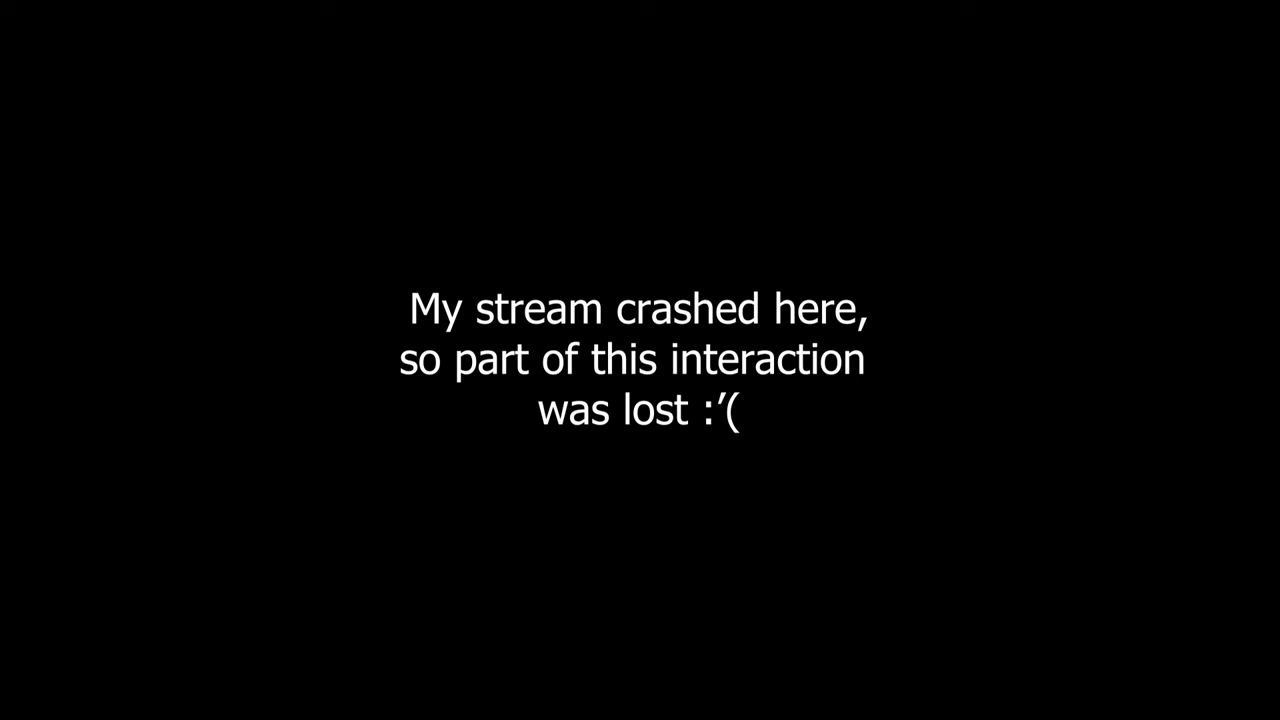 My stream crashed here,
so part of this interaction
was lost :’(